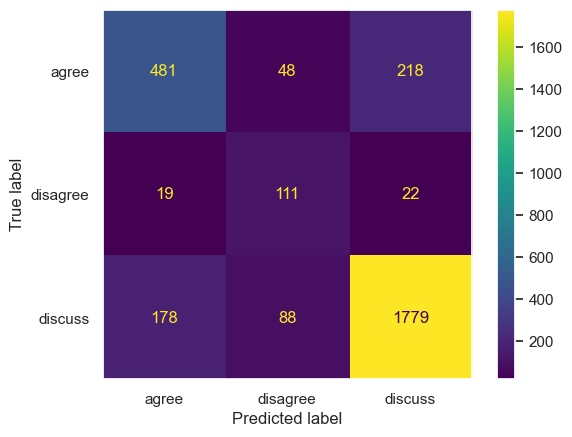 True label
agree 481 48 218
disagree 19 111 22
discuss 178 88 1779
agree disagree discuss
Predicted label
1600
1400
1200
1000
800
600
400
200